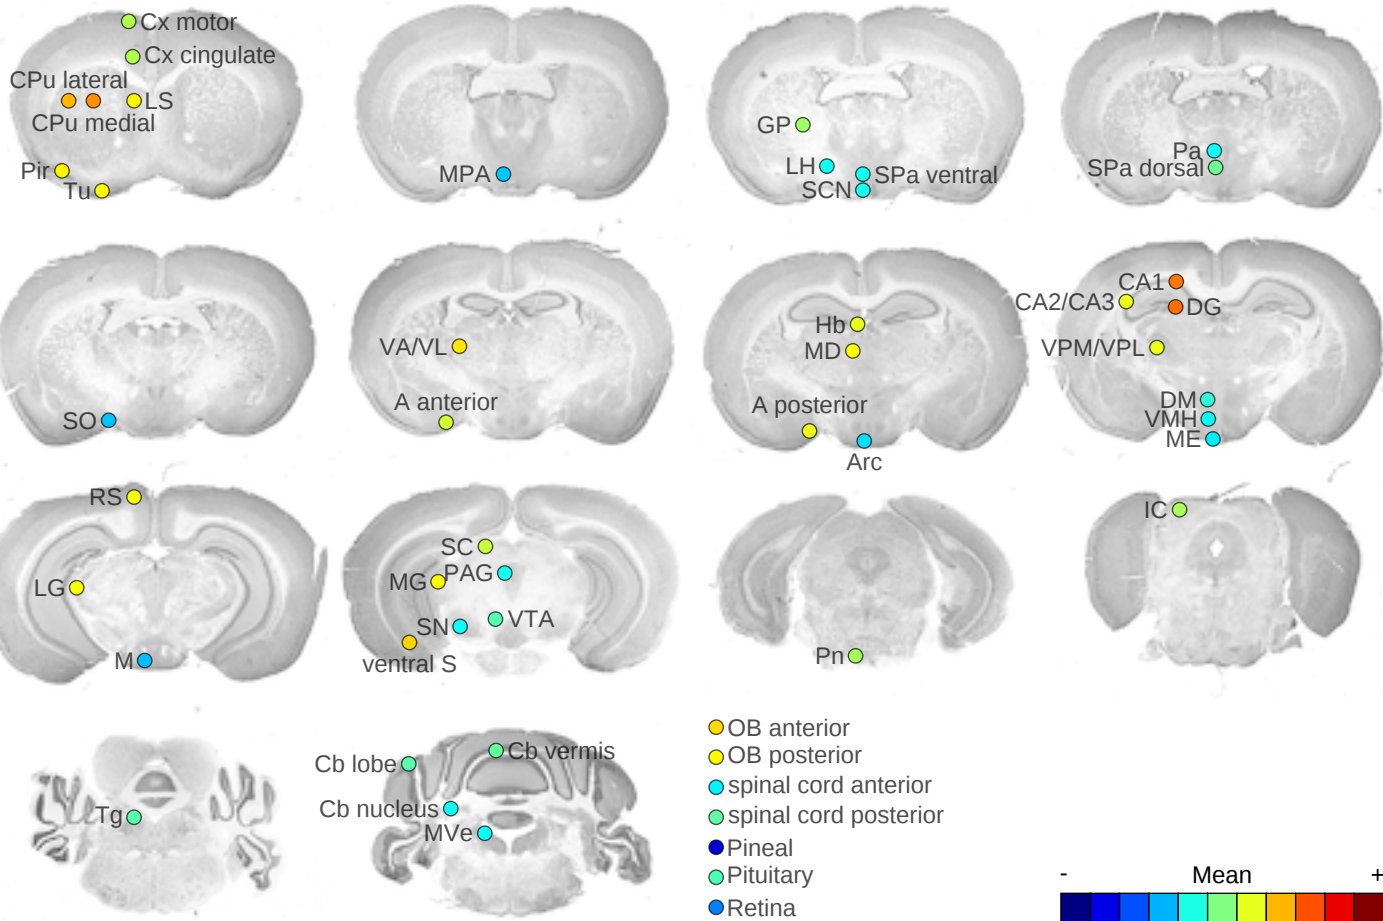 Cx motor
Cx cingulate
CPu lateral
LS
CPu medial
Pir
Tu
MPA
GP
LH
SPa ventral
SCN
Pa
SPa dorsal
SO
VA/VL
A anterior
Hb
MD
A posterior
Arc
CA1
CA2/CA3
DG
VPM/VPL
DM
VMH
ME
RS
LG
M
SC
PAG
MG
SN
VTA
ventral S
Pn
IC
Tg
Cb lobe
Cb vermis
Cb nucleus
MVe
OB anterior
OB posterior
spinal cord anterior
spinal cord posterior
Pineal
Pituitary
Retina
- Mean +